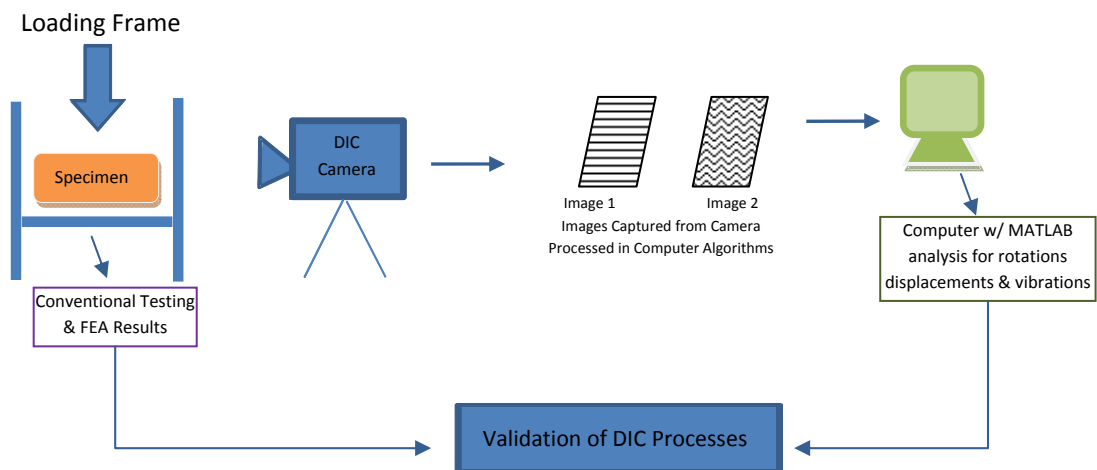 Loading Frame
Specimen
Conventional Testing
& FEA Results
DIC
Camera
Image 1
Image 2
Images Captured from Camera
Processed in Computer Algorithms
Computer w/ MATLAB
analysis for rotations
displacements & vibrations
Validation of DIC Processes